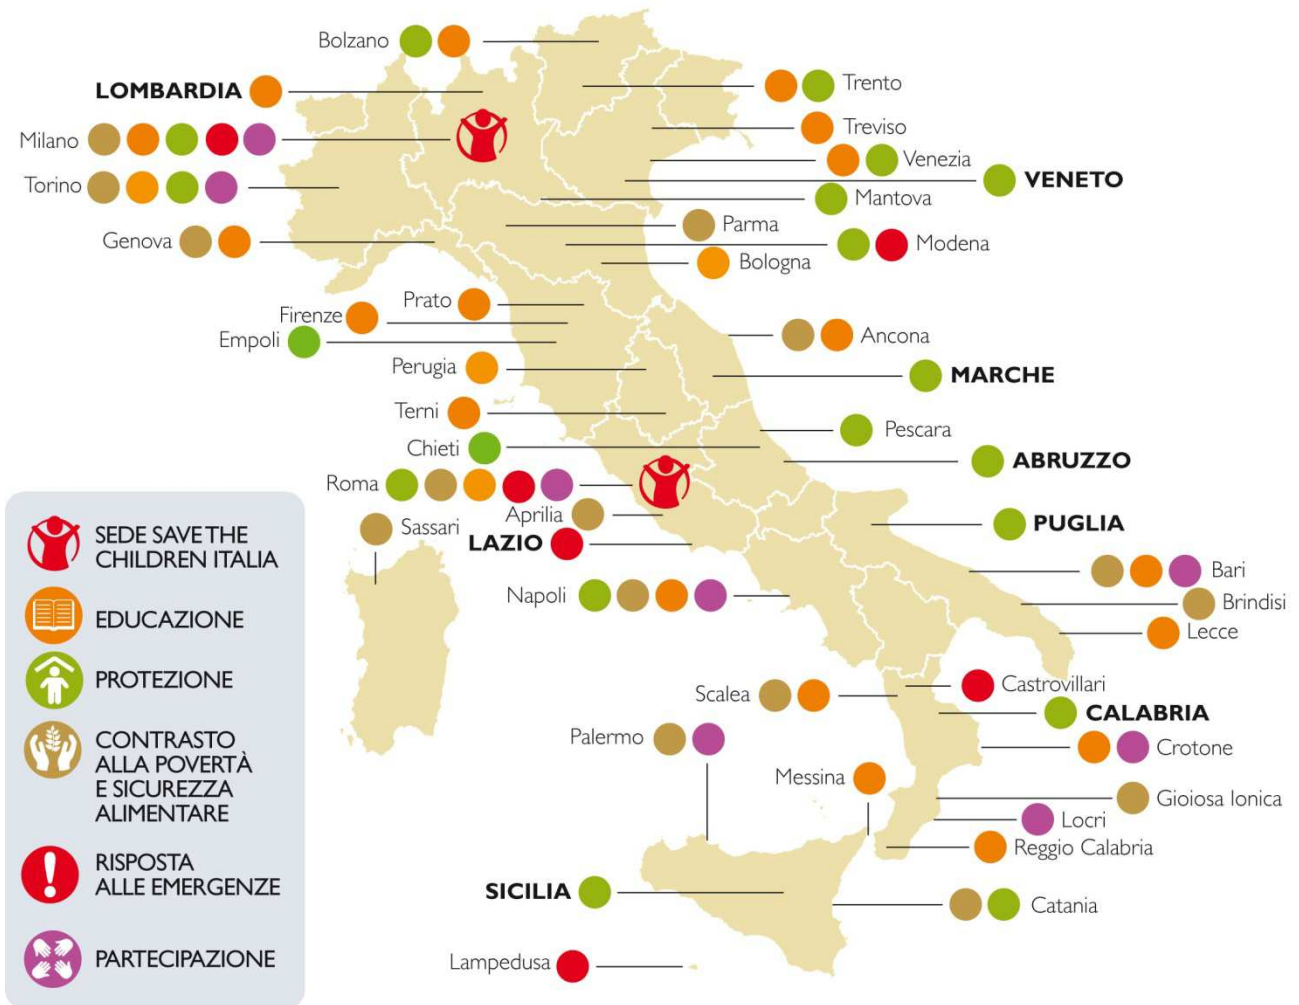 Bolzano
LOMBARDIA
Trento
Milano
Treviso
Venezia
Torino
VENETO
Mantova
Parma
Genova
Modena
Bologna
Prato
Firenze
Empoli
Ancona
Perugia
MARCHE
Terni
Pescara
Chieti
ABRUZZO
Roma
Aprilia
Sassari
LAZIO
PUGLIA
Bari
Napoli
Brindisi
Lecce
Castrovillari
Scalea
CALABRIA
Palermo
Crotone
Messina
Gioiosa Ionica
Locri
Reggio Calabria
SICILIA
Catania
Lampedusa
SEDE SAVE THE
CHILDREN ITALIA
EDUCAZIONE
PROTEZIONE
CONTRASTO
ALLA POVERTÀ
E SICUREZZA
ALIMENTARE
RISPOSTA
ALLE EMERGENZE
PARTECIPAZIONE